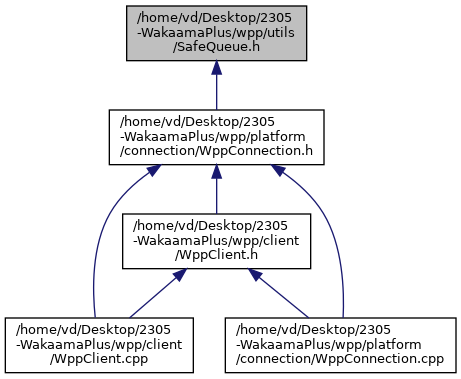 /home/vd/Desktop/2305
-WakaamaPlus/wpp/utils
/SafeQueue.h
/home/vd/Desktop/2305
-WakaamaPlus/wpp/platform
/connection/WppConnection.h
/home/vd/Desktop/2305
-WakaamaPlus/wpp/client
/WppClient.h
/home/vd/Desktop/2305
-WakaamaPlus/wpp/client
/WppClient.cpp
/home/vd/Desktop/2305
-WakaamaPlus/wpp/platform
/connection/WppConnection.cpp